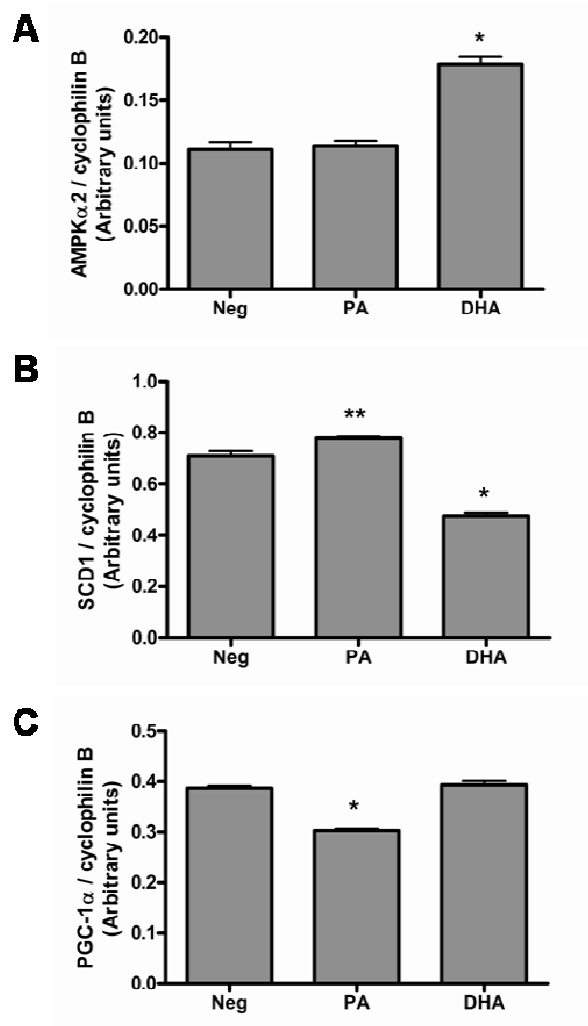 A
AMPKα2 / cyclophilin B
(Arbitrary units)
0.20
0.15
0.10
0.05
0.00
*
Neg PA DHA
B
SCD1 / cyclophilin B
(Arbitrary units)
1.0
0.8
0.6
0.4
0.2
0.0
**
*
Neg PA DHA
C
PGC-1α / cyclophilin B
(Arbitrary units)
0.5
0.4
0.3
0.2
0.1
0.0
*
Neg PA DHA